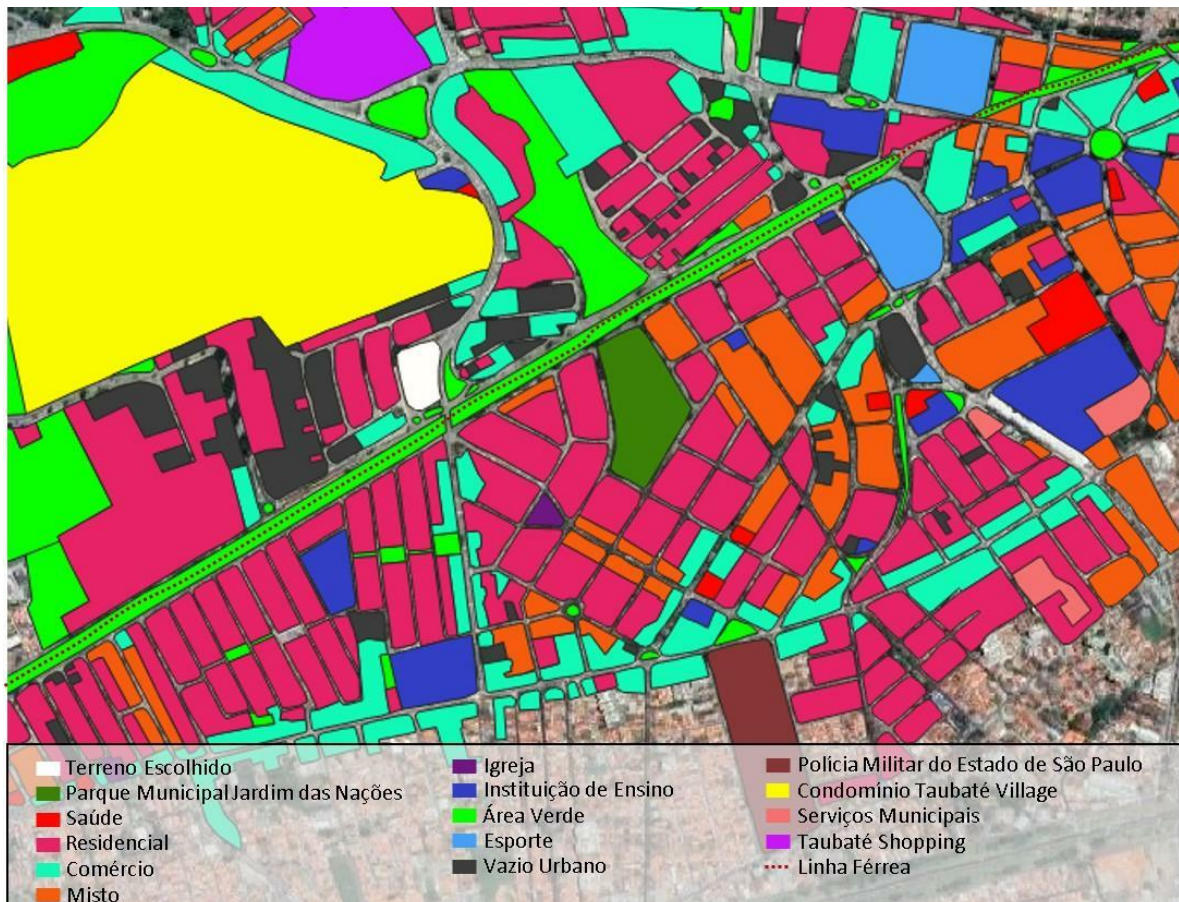 Terreno Escolhido
Parque Municipal Jardim das Nações
Saúde
Residencial
Comércio
Misto
Igreja
Instituição de Ensino
Área Verde
Esporte
Vazio Urbano
Polícia Militar do Estado de São Paulo
Condomínio Taubaté Village
Serviços Municipais
Taubaté Shopping
Linha Férrea